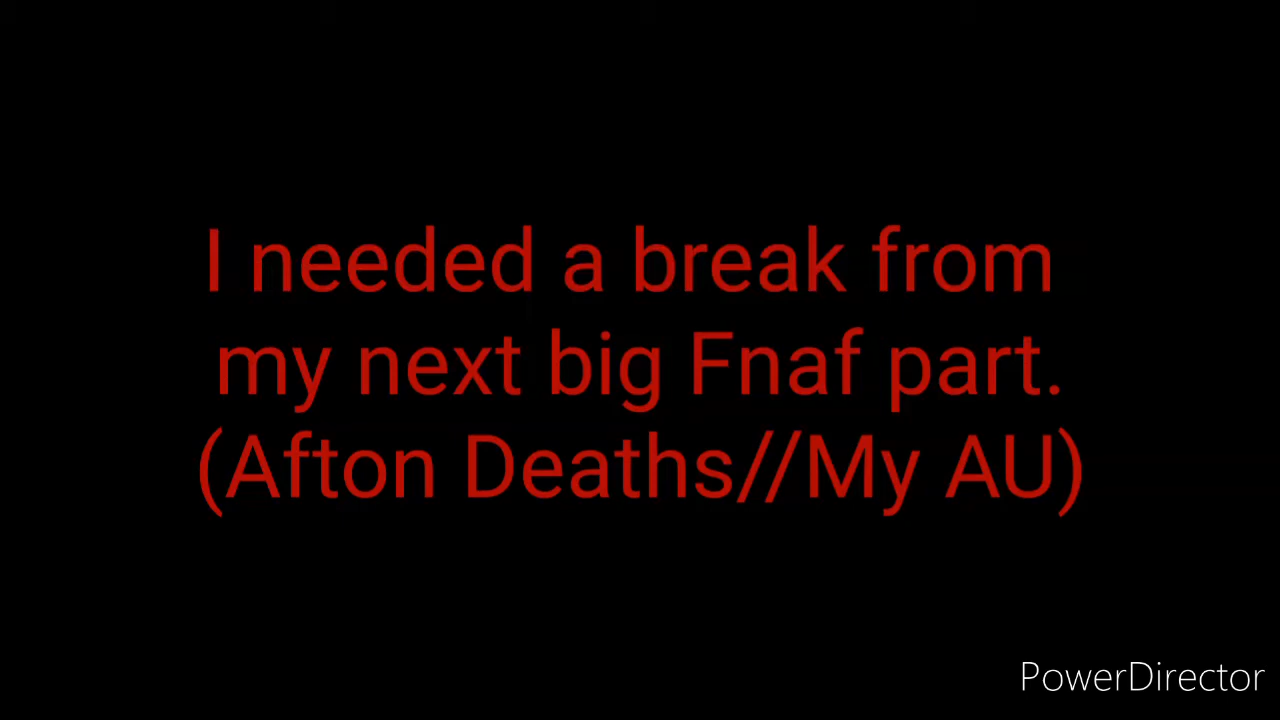 I needed a break from
my next big Fnaf part.
(Afton Deaths//My AU)
PowerDirector